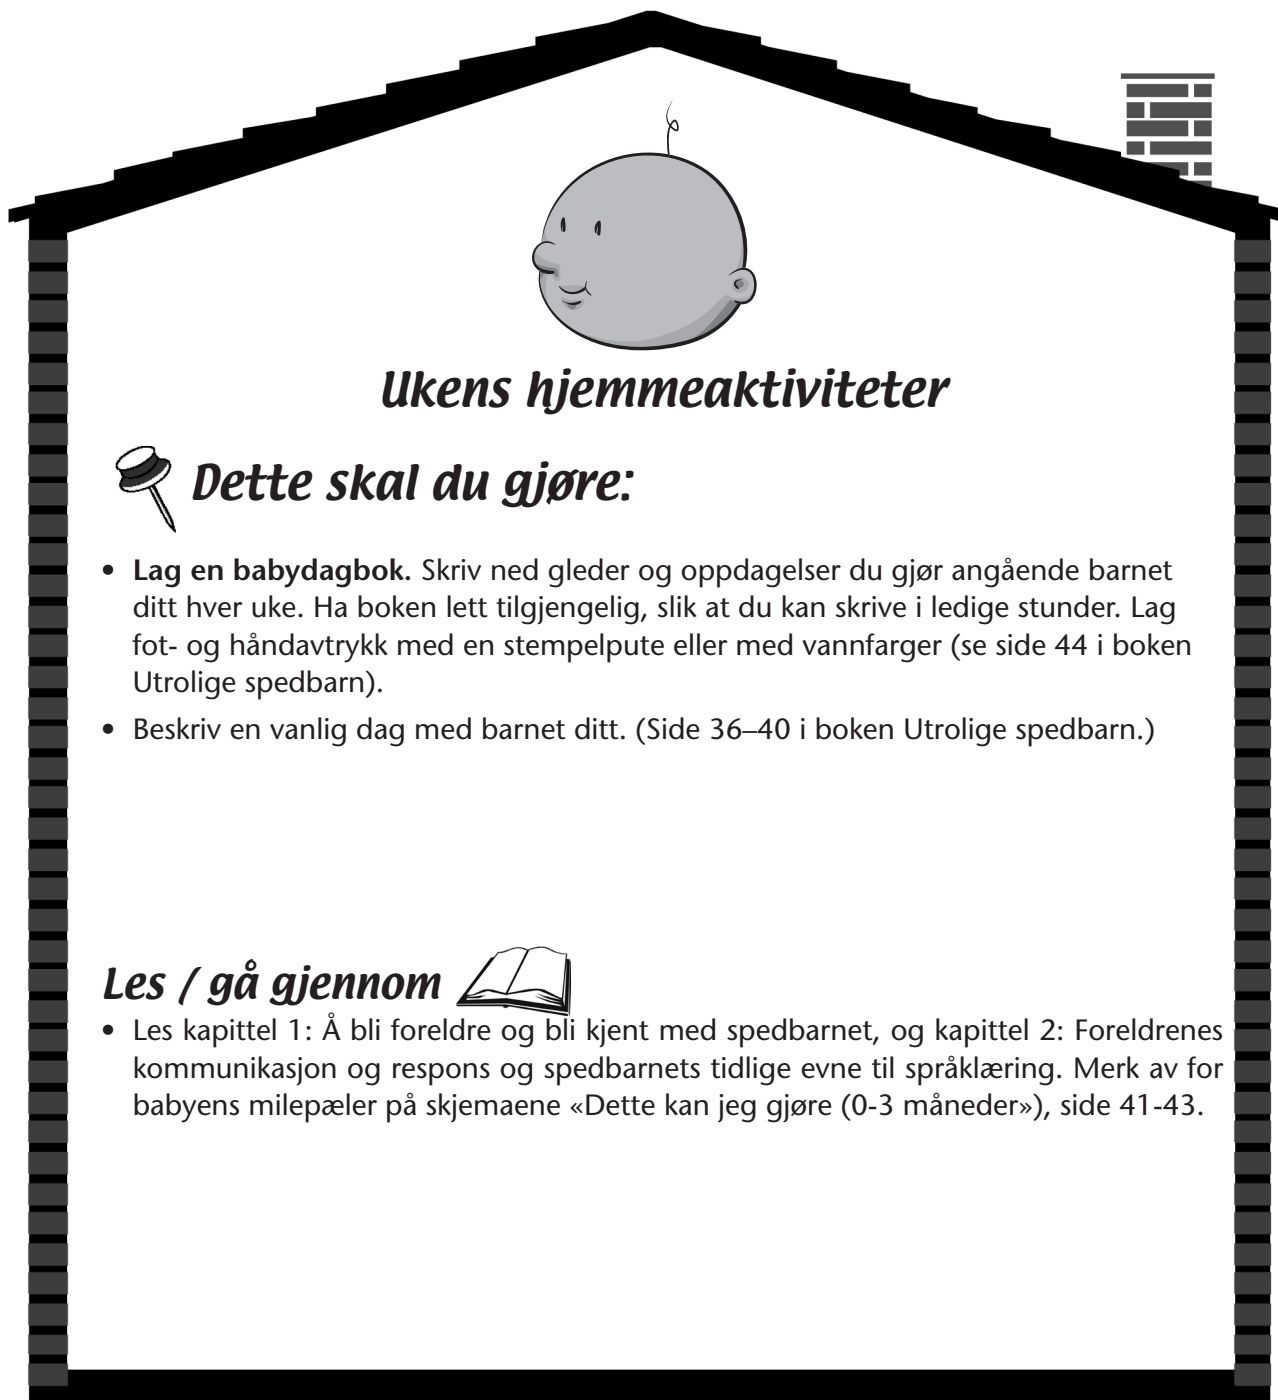 Ukens hjemmeaktiviteter
Dette skal du gjøre:
• Lag en babydagbok. Skriv ned gleder og oppdagelser du gjør angående barnet
ditt hver uke. Ha boken lett tilgjengelig, slik at du kan skrive i ledige stunder. Lag
fot- og håndavtrykk med en stempelpute eller med vannfarger (se side 44 i boken
Utrolige spedbarn).
• Beskriv en vanlig dag med barnet ditt. (Side 36–40 i boken Utrolige spedbarn.)
Les / gå gjennom
• Les kapittel 1: Å bli foreldre og bli kjent med spedbarnet, og kapittel 2: Foreldrenes
kommunikasjon og respons og spedbarnets tidlige evne til språklæring. Merk av for
babyens milepæler på skjemaene «Dette kan jeg gjøre (0-3 måneder»), side 41-43.